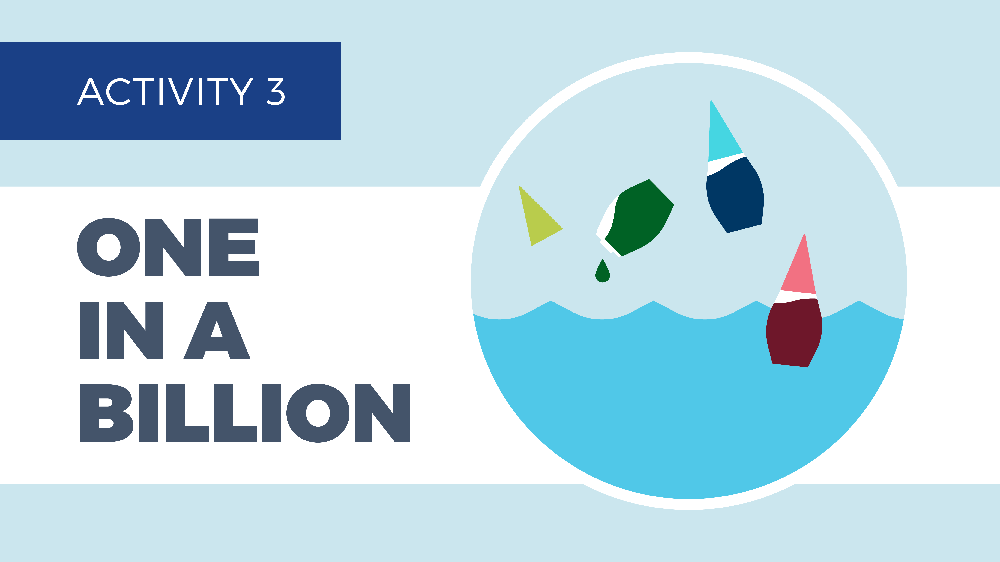 ACTIVITY 3
ONE
IN A
BILLION